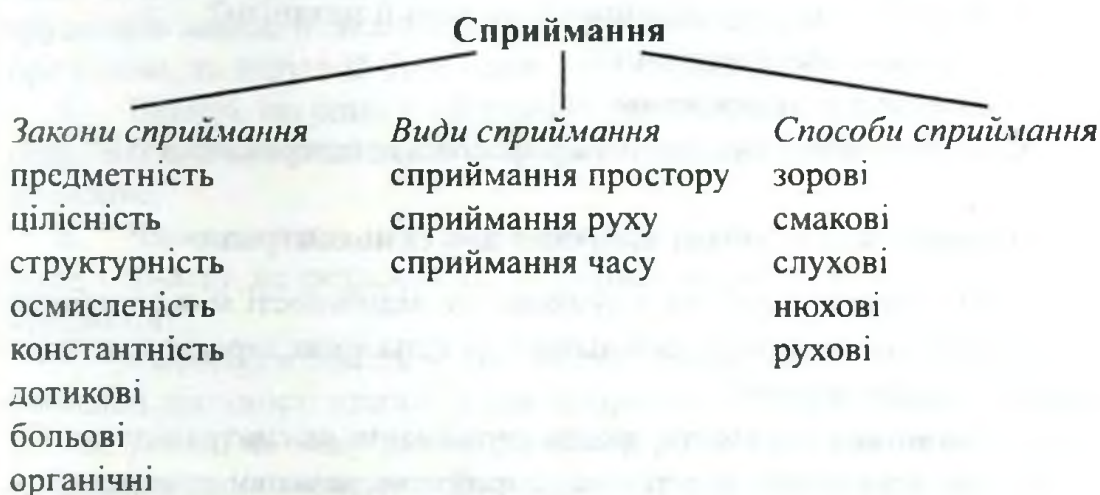 Сприймання
Закони сприймання Види сприймання Способи сприймання
предметність сприймання простору зорові
цілісність сприймання руху смакові
структурність сприймання часу слухові
осмисленість нюхові
константність рухові
дотикові
больові
органічні